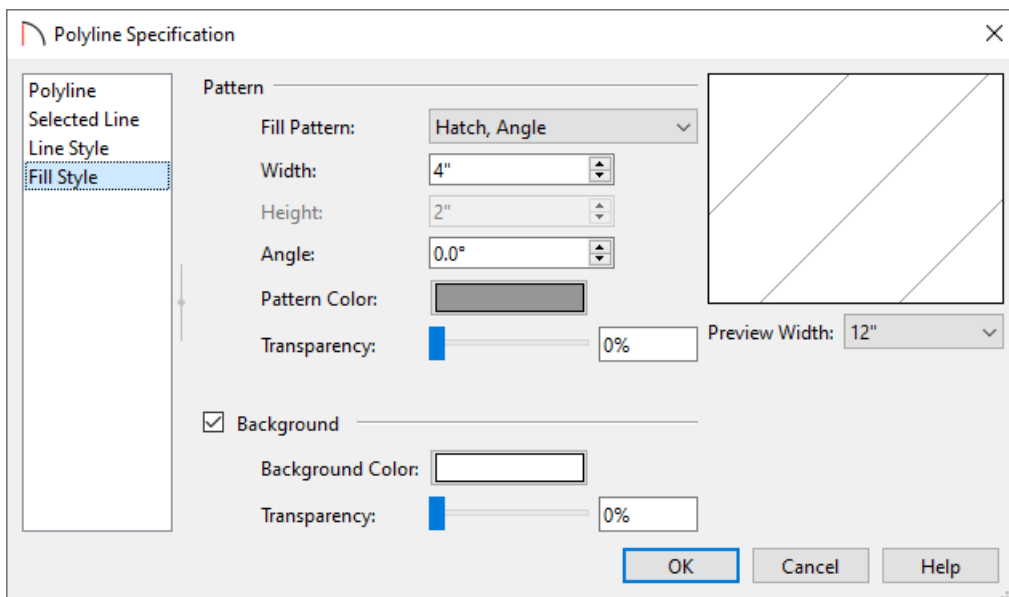 Polyline Specification
Polyline
Selected Line
Line Style
Fill Style
Pattern
Fill Pattern: Hatch, Angle
Width: 4"
Height: 2"
Angle: 0.0°
Pattern Color:
Transparency: 0%
Preview Width: 12"
Background
Background Color:
Transparency: 0%
OK Cancel Help